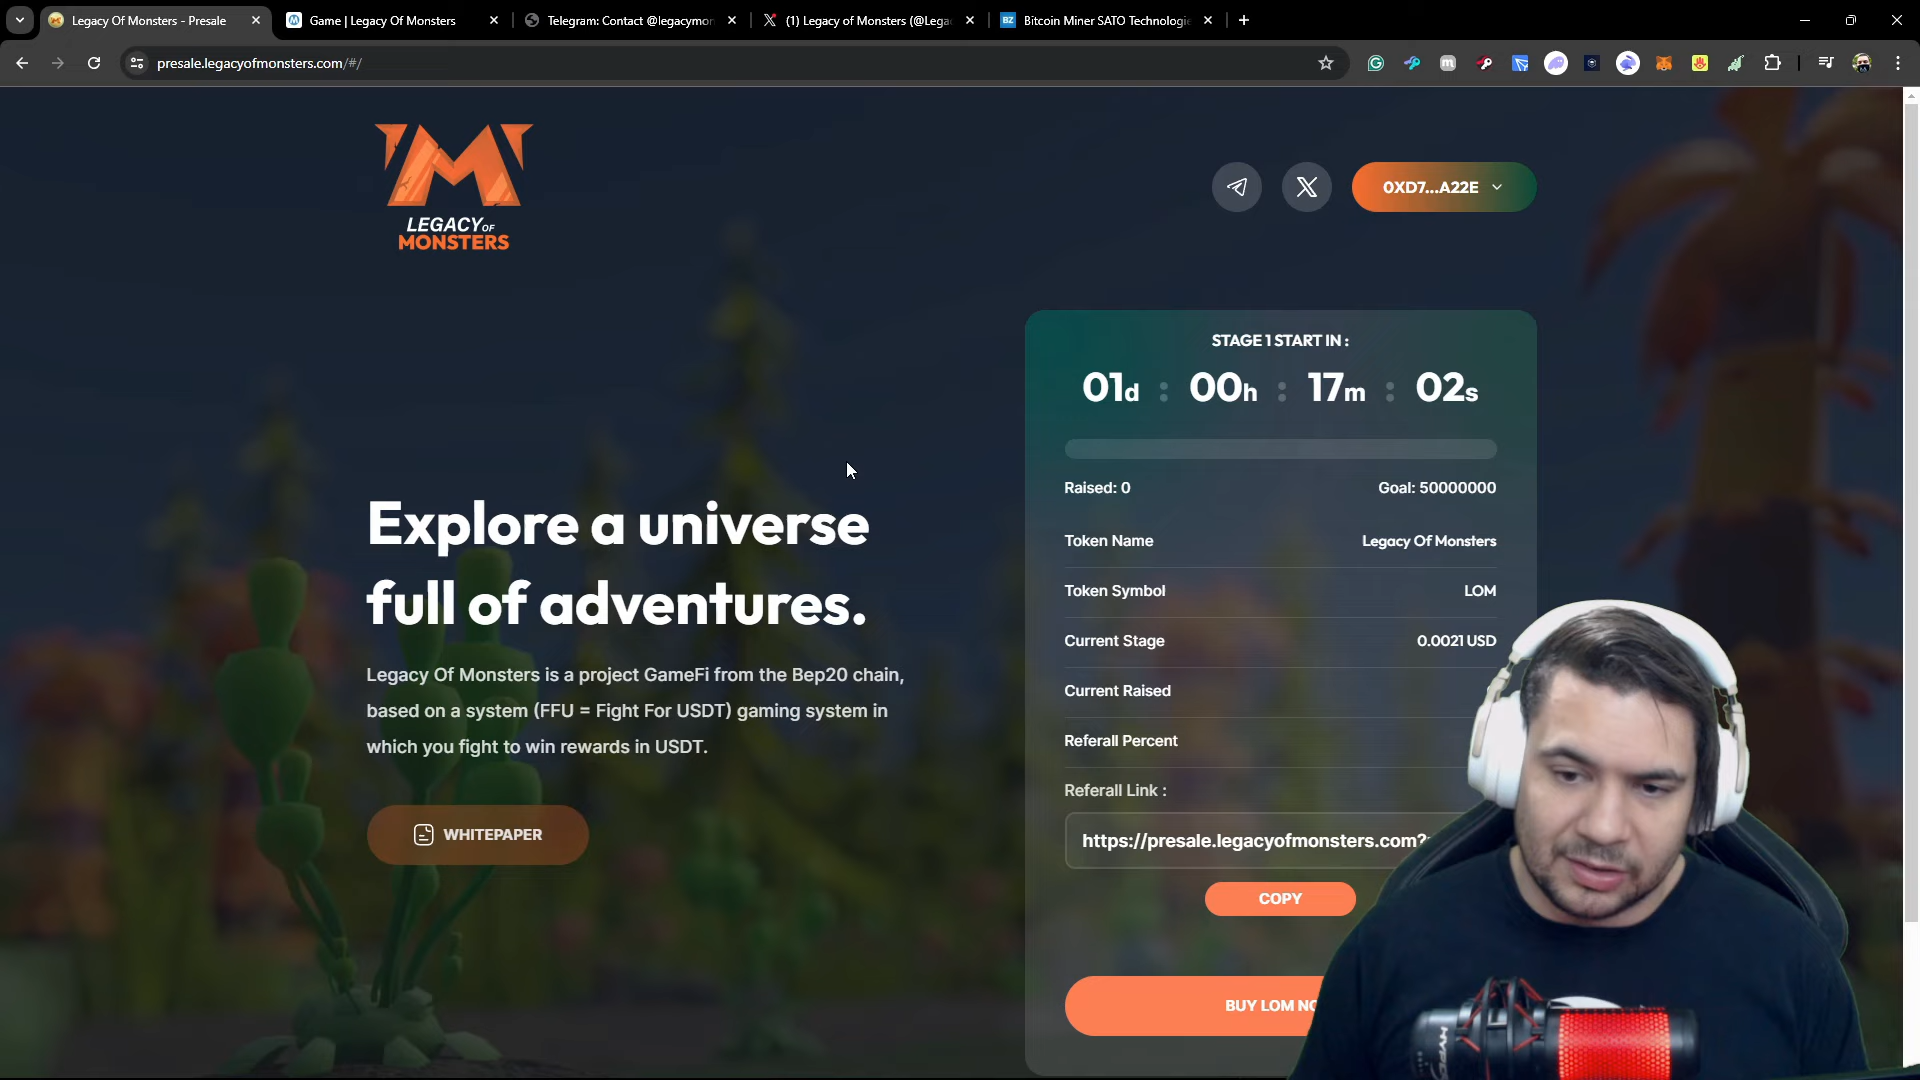 Legacy Of Monsters - Presale
Game | Legacy Of Monsters
Telegram: Contact @legacymon
(1) Legacy of Monsters (@Lega
BZ
Bitcoin Miner SATO Technologie
presale.legacyofmonsters.com/#/
LEGACY OF
MONSTERS
0XD7...A22E
STAGE 1 START IN :
01d : 00h : 17m : 02s
Raised: 0
Goal: 50000000
Token Name
Legacy Of Monsters
Token Symbol
LOM
Current Stage
0.0021 USD
Current Raised
Referall Percent
Referall Link :
https://presale.legacyofmonsters.com?
COPY
BUY LOM
Explore a universe
full of adventures.
Legacy Of Monsters is a project GameFi from the Bep20 chain,
based on a system (FFU = Fight For USDT) gaming system in
which you fight to win rewards in USDT.
WHITEPAPER